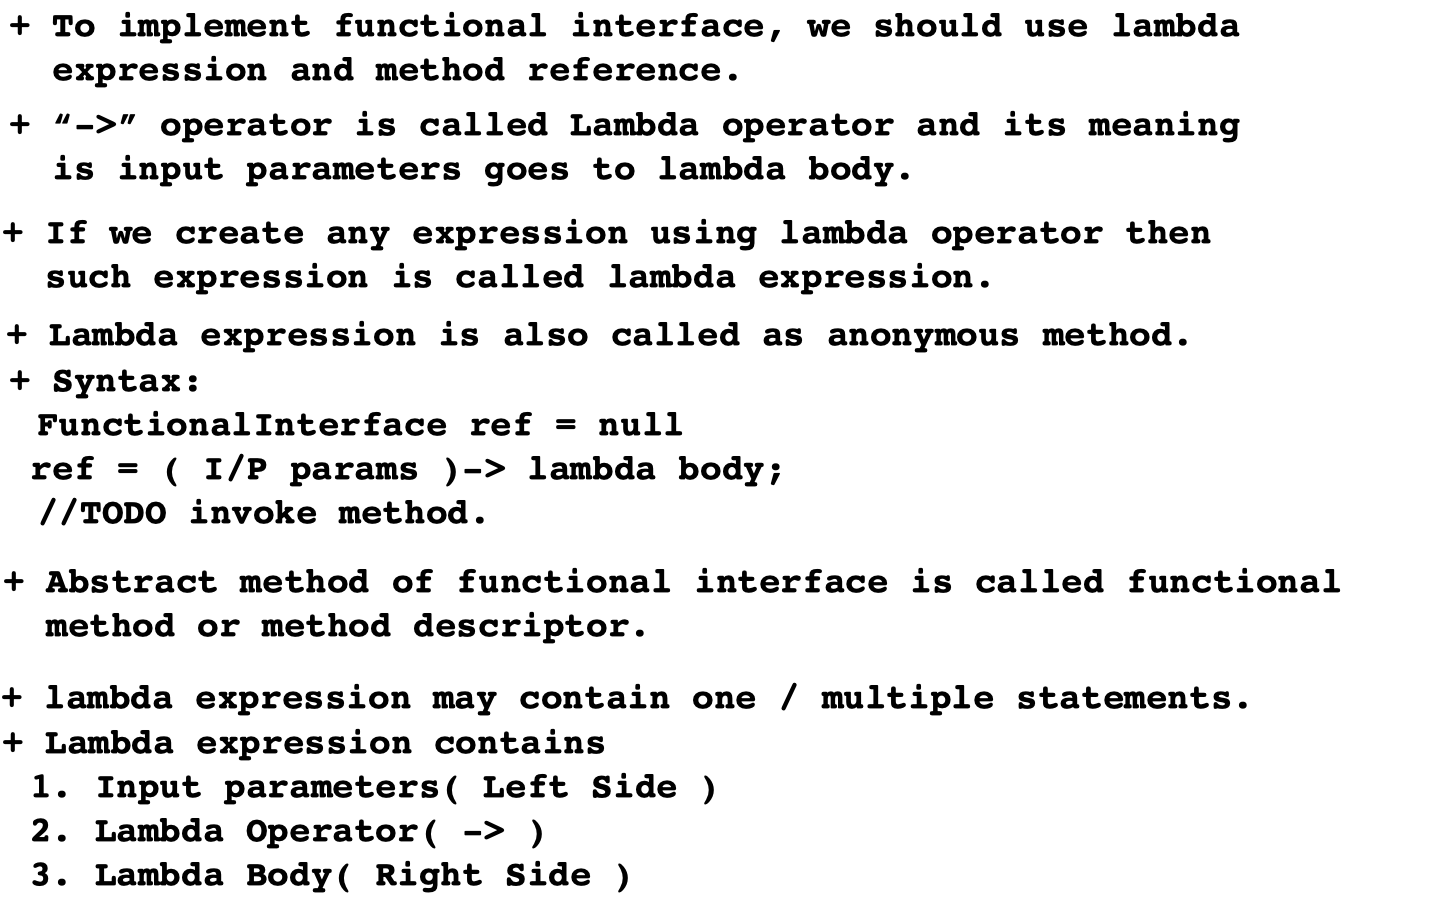 + To implement functional interface, we should use lambda
expression and method reference.
+ “->” operator is called Lambda operator and its meaning
is input parameters goes to lambda body.
+ If we create any expression using lambda operator then
such expression is called lambda expression.
+ Lambda expression is also called as anonymous method.
+ Syntax:
FunctionalInterface ref = null
ref = ( I/P params )-> lambda body;
//TODO invoke method.
+ Abstract method of functional interface is called functional
method or method descriptor.
+ lambda expression may contain one / multiple statements.
+ Lambda expression contains
1. Input parameters( Left Side )
2. Lambda Operator( -> )
3. Lambda Body( Right Side )